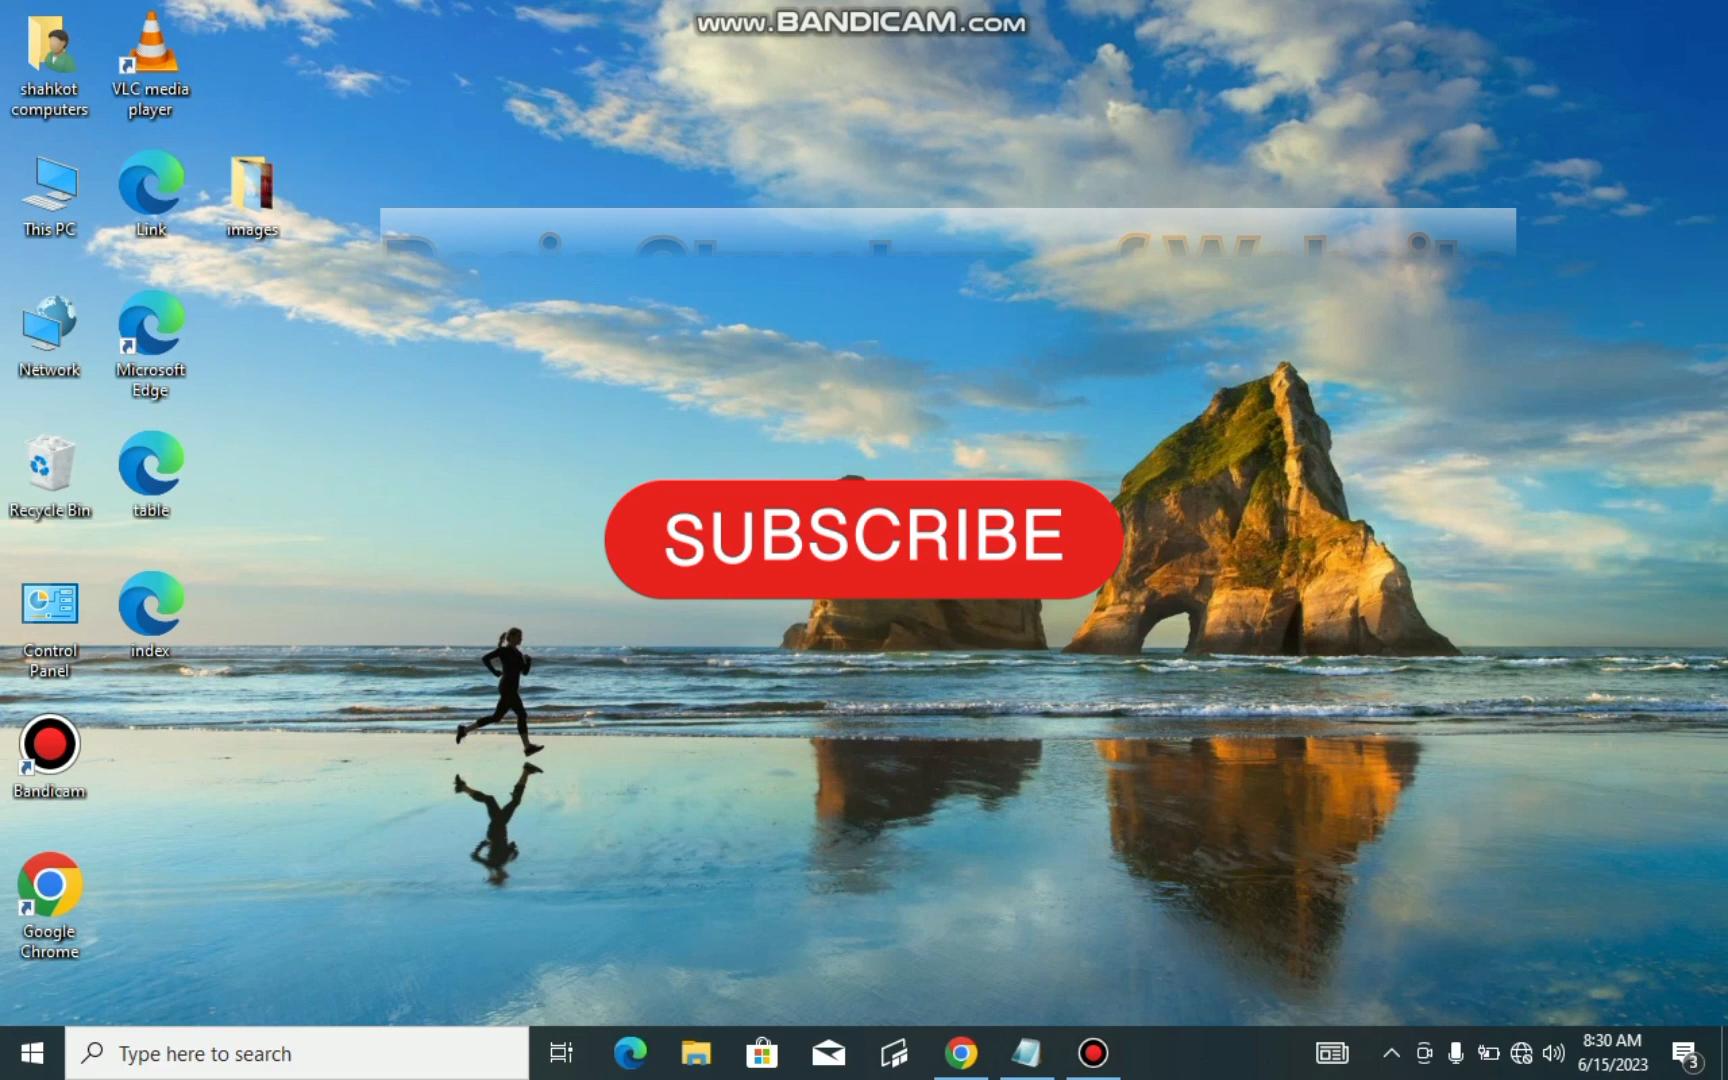 www.BANDICAM.com
shahkot
computers
VLC media
player
This PC
Link
images
Network
Microsoft
Edge
Recycle Bin
table
SUBSCRIBE
Control
Panel
index
Bandicam
Google
Chrome
Type here to search
8:30 AM
6/15/2023
3